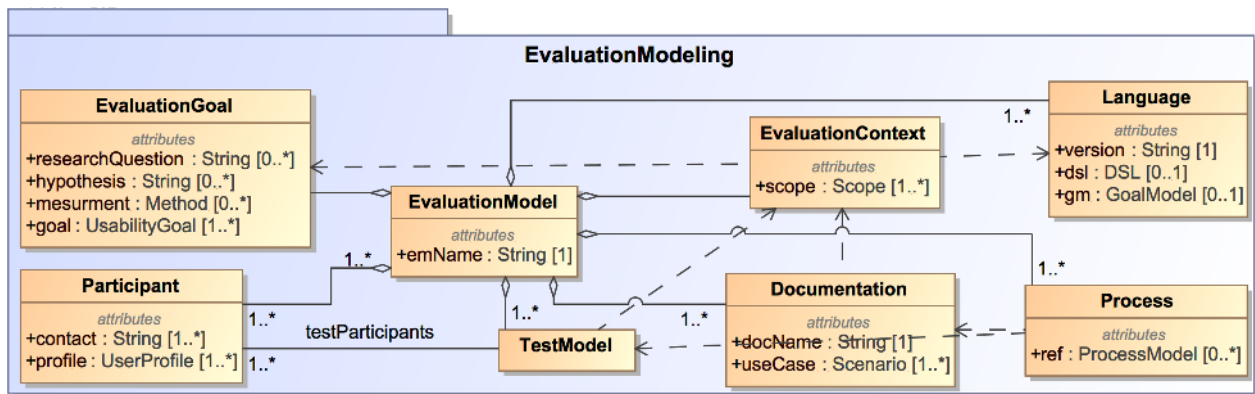 EvaluationModeling
EvaluationGoal
attributes
+researchQuestion : String [0..*]
+hypothesis : String [0..*]
+mesurment : Method [0..*]
+goal : UsabilityGoal [1..*]
EvaluationContext
attributes
+scope : Scope [1..*]
Language
attributes
+version : String [1]
+dsl : DSL [0..1]
+gm : GoalModel [0..1]
1..*
EvaluationModel
attributes
+emName : String [1]
1..*
Participant
attributes
+contact : String [1..*]
+profile : UserProfile [1..*]
1..*
testParticipants
1..*
1..*
TestModel
1..*
Documentation
attributes
+docName : String [1]
+useCase : Scenario [1..*]
1..*
Process
attributes
+ref : ProcessModel [0..*]